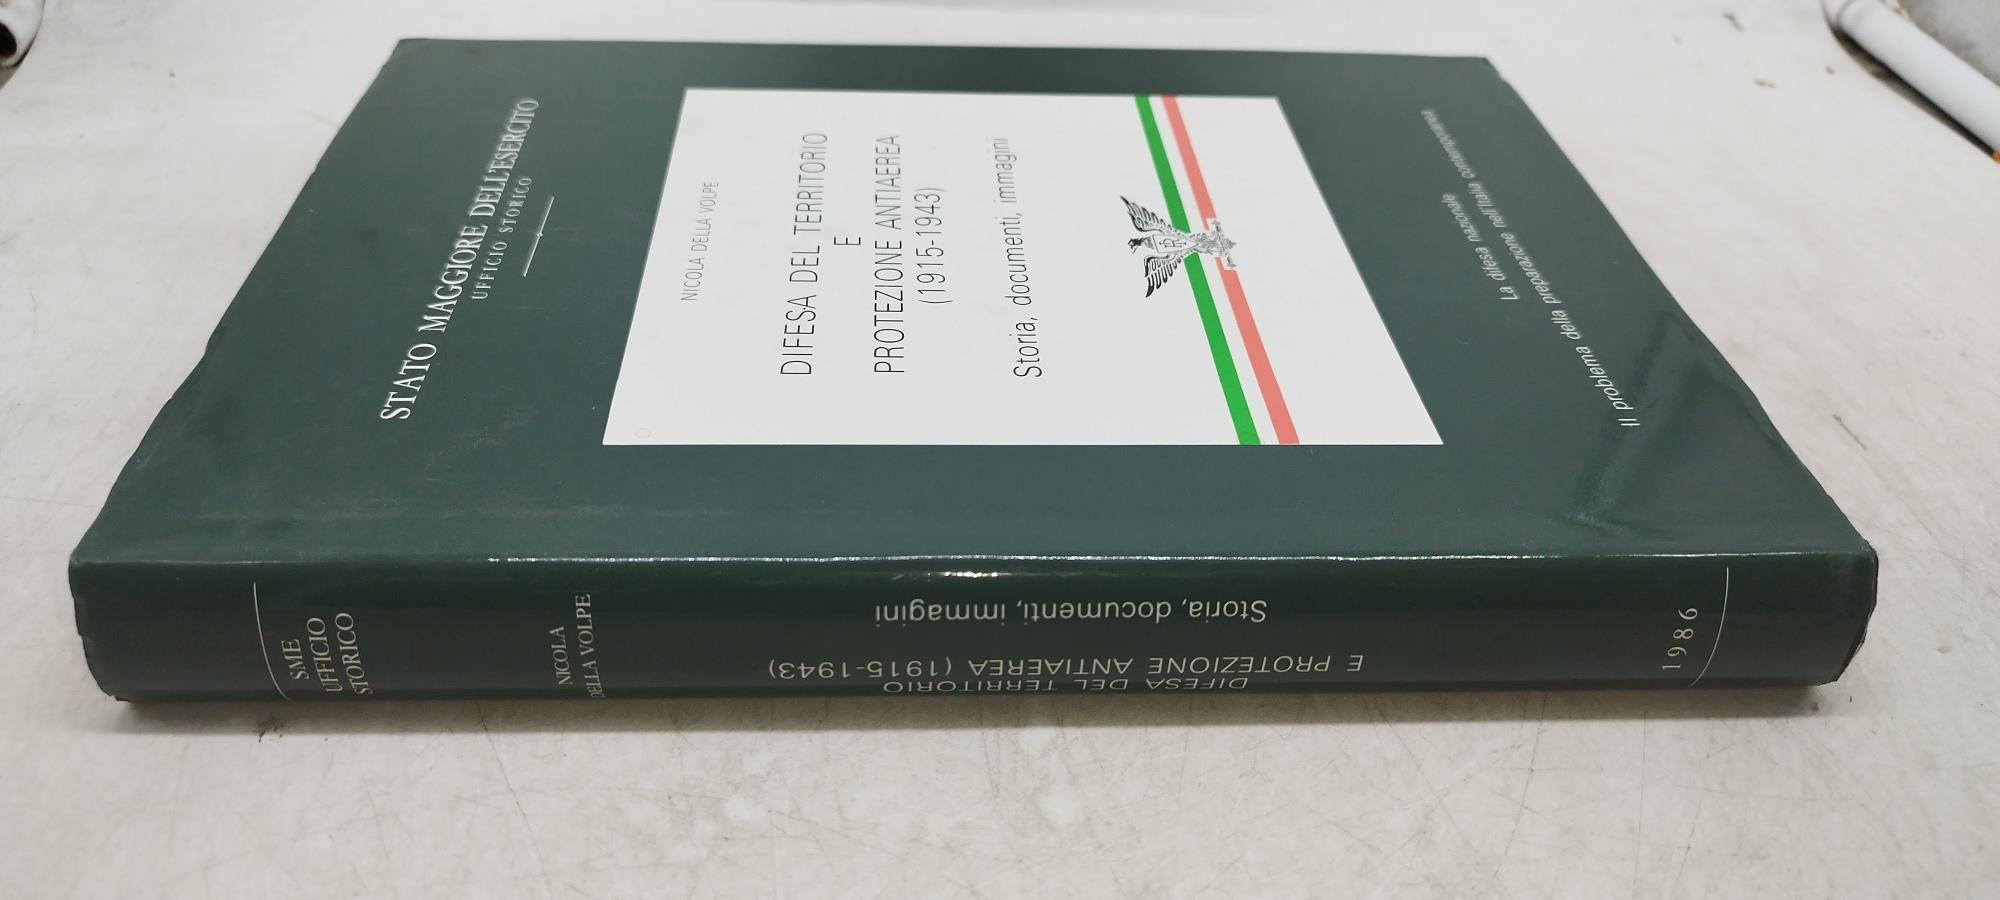 STATO MAGGIORE DELL'ESERCITO
UFFICIO STORICO
NICOLA DELLA VOLPE
DIFESA DEL TERRITORIO
E
PROTEZIONE ANTIAEREA
(1915-1943)
Storia, documenti, immagini
La difesa nazionale
Il problema della preparazione nell'Italia contemporanea
SME
UFFICIO
STORICO
NICOLA
DELLA VOLPE
DIFESA DEL TERRITORIO
E PROTEZIONE ANTIAEREA (1915-1943)
Storia, documenti, immagini
1986